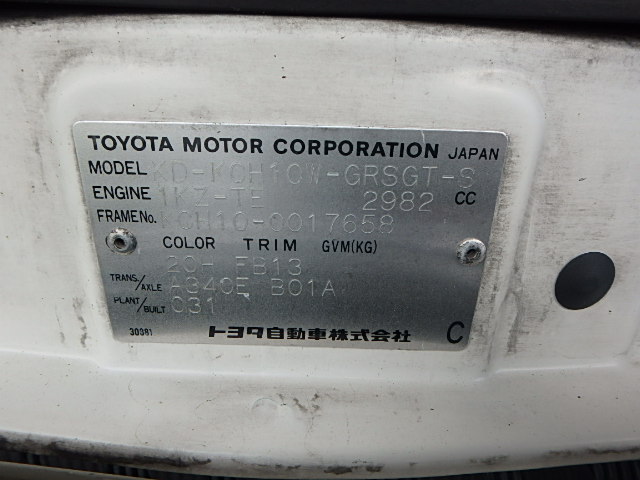 TOYOTA MOTOR CORPORATION JAPAN
MODEL KD-KCH10W-GRSGT-S
ENGINE 1KZ-TE 2982 CC
FRAME No. KCH10-0017658
COLOR TRIM GVM(KG)
20- FB13
TRANS./AXLE A340E B01A
PLANT/BUILT C31
30381 トヨタ自動車株式会社 C